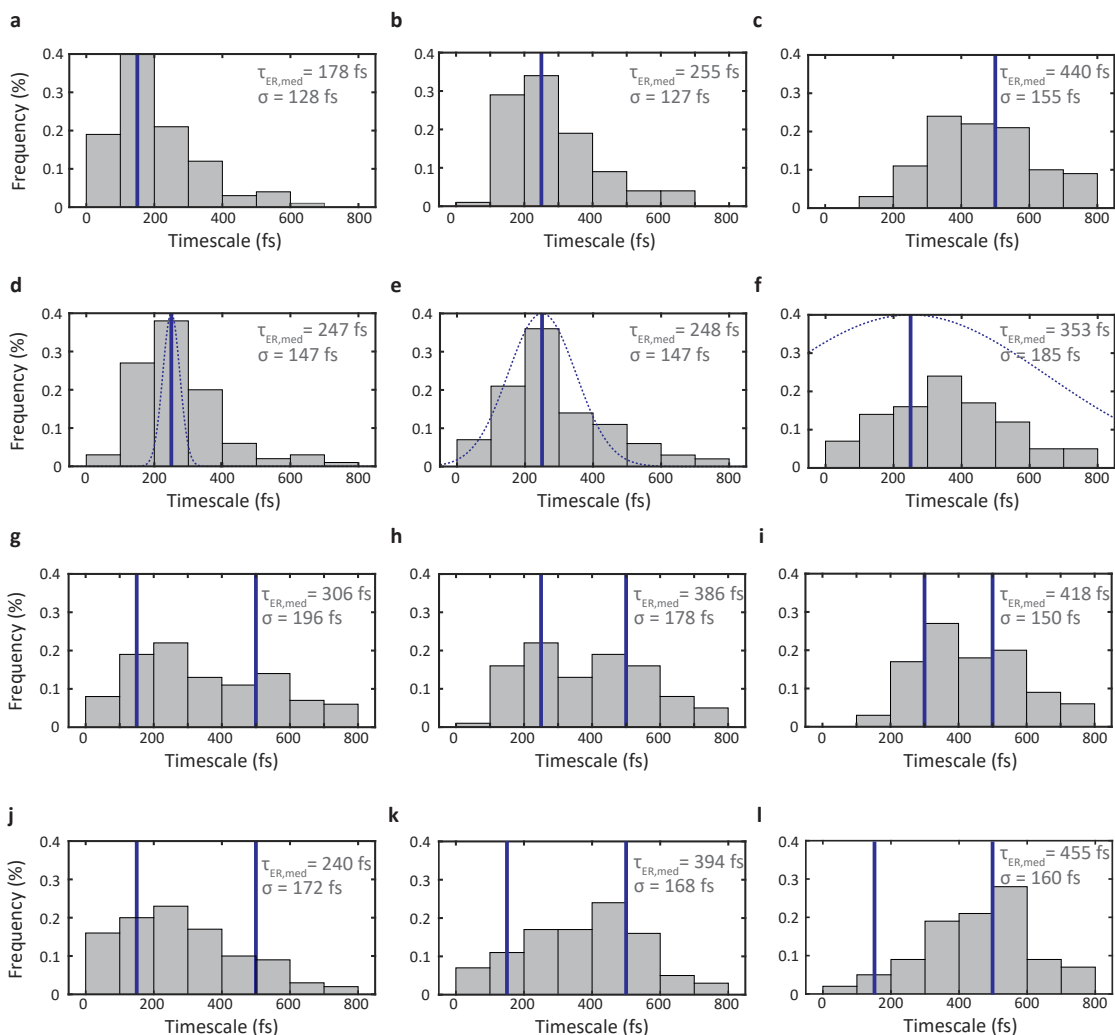 a
b
c
0.4
0.3
0.2
0.1
0
Frequency (%)
τER,med= 178 fs
σ = 128 fs
0 200 400 600 800
Timescale (fs)
0.4
0.3
0.2
0.1
0
τER,med= 255 fs
σ = 127 fs
0 200 400 600 800
Timescale (fs)
0.4
0.3
0.2
0.1
0
τER,med= 440 fs
σ = 155 fs
0 200 400 600 800
Timescale (fs)
d
e
f
0.4
0.3
0.2
0.1
0
Frequency (%)
τER,med= 247 fs
σ = 147 fs
200 400 600 800
Timescale (fs)
0.4
0.3
0.2
0.1
0
τER,med= 248 fs
σ = 147 fs
0 200 400 600 800
Timescale (fs)
0.4
0.3
0.2
0.1
0
τER,med= 353 fs
σ = 185 fs
0 200 400 600 800
Timescale (fs)
g
h
i
0.4
0.3
0.2
0.1
0
Frequency (%)
τER,med= 306 fs
σ = 196 fs
0 200 400 600 800
Timescale (fs)
0.4
0.3
0.2
0.1
0
τER,med= 386 fs
σ = 178 fs
0 200 400 600 800
Timescale (fs)
0.4
0.3
0.2
0.1
0
τER,med= 418 fs
σ = 150 fs
0 200 400 600 800
Timescale (fs)
j
k
l
0.4
0.3
0.2
0.1
0
Frequency (%)
τER,med= 240 fs
σ = 172 fs
0 200 400 600 800
Timescale (fs)
0.4
0.3
0.2
0.1
0
τER,med= 394 fs
σ = 168 fs
0 200 400 600 800
Timescale (fs)
0.4
0.3
0.2
0.1
0
τER,med= 455 fs
σ = 160 fs
0 200 400 600 800
Timescale (fs)